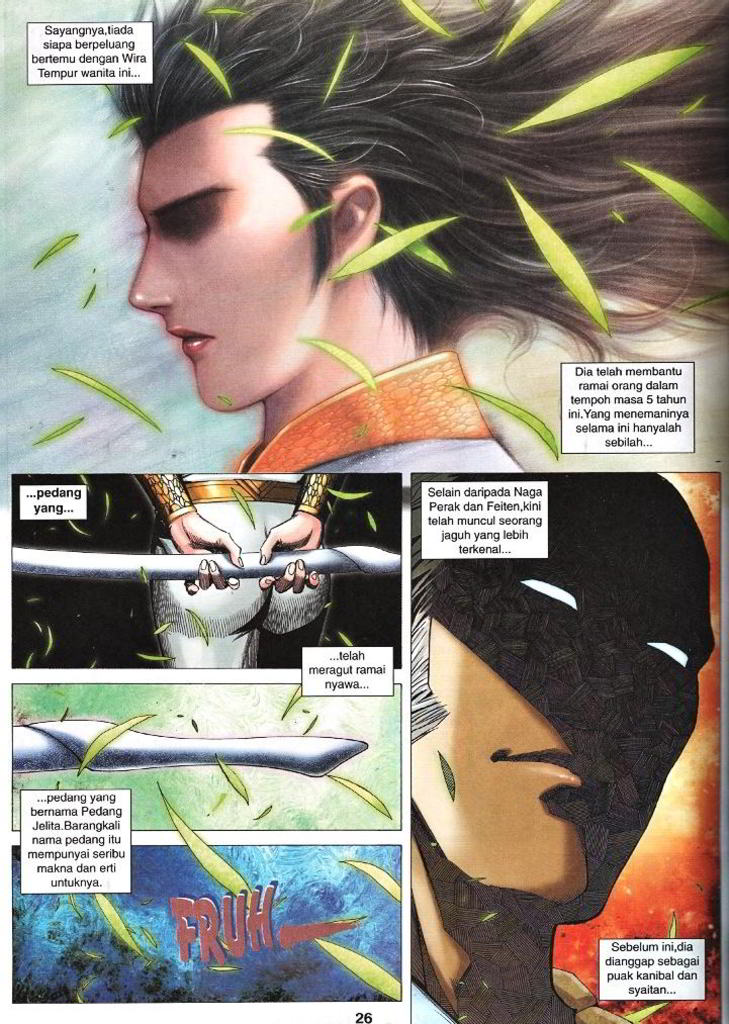 Sayangnya,tiada
siapa berpeluang
bertemu dengan Wira
Tempur wanita ini...
Dia telah membantu
ramai orang dalam
tempoh masa 5 tahun
ini.Yang menemaninya
selama ini hanyalah
sebilah...
...pedang
yang...
...telah
meragut ramai
nyawa...
...pedang yang
bernama Pedang
Jelita.Barangkali
nama pedang itu
mempunyai seribu
makna dan erti
untuknya.
FRUH
Selain daripada Naga
Perak dan Feiten,kini
telah muncul seorang
jaguh yang lebih
terkenal...
Sebelum ini,dia
dianggap sebagai
puak kanibal dan
syaitan...
26